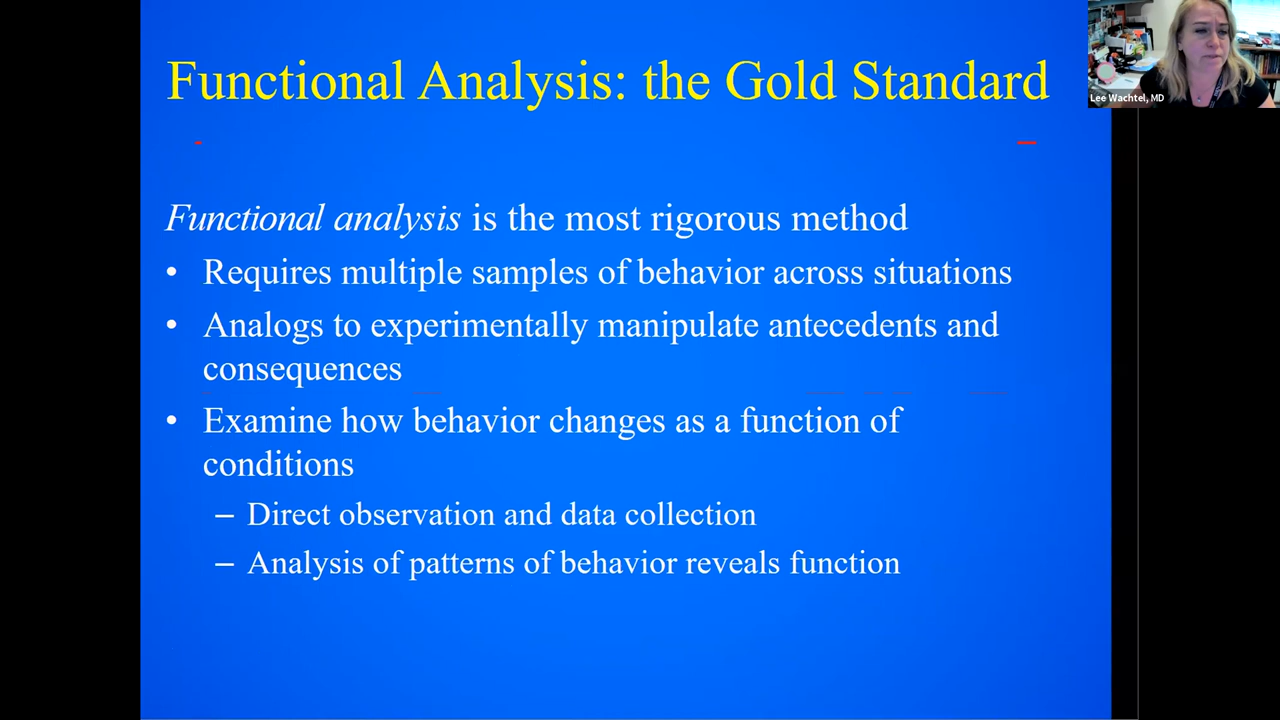 Functional Analysis: the Gold Standard
Lee Wachtel, MD
Functional analysis is the most rigorous method
• Requires multiple samples of behavior across situations
• Analogs to experimentally manipulate antecedents and
consequences
• Examine how behavior changes as a function of
conditions
– Direct observation and data collection
– Analysis of patterns of behavior reveals function